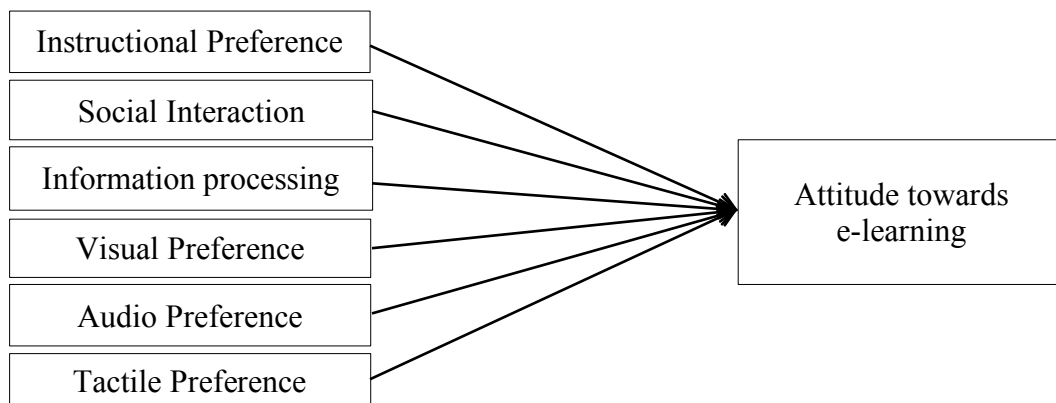 Instructional Preference
Social Interaction
Information processing
Visual Preference
Audio Preference
Tactile Preference
Attitude towards
e-learning